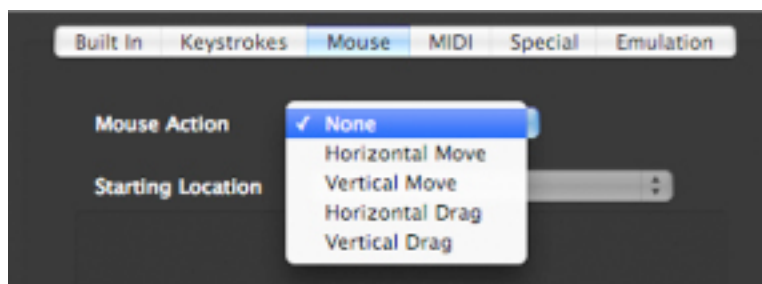 Built In Keystrokes Mouse MIDI Special Emulation
Mouse Action ✓ None
Horizontal Move
Starting Location Vertical Move
Horizontal Drag
Vertical Drag